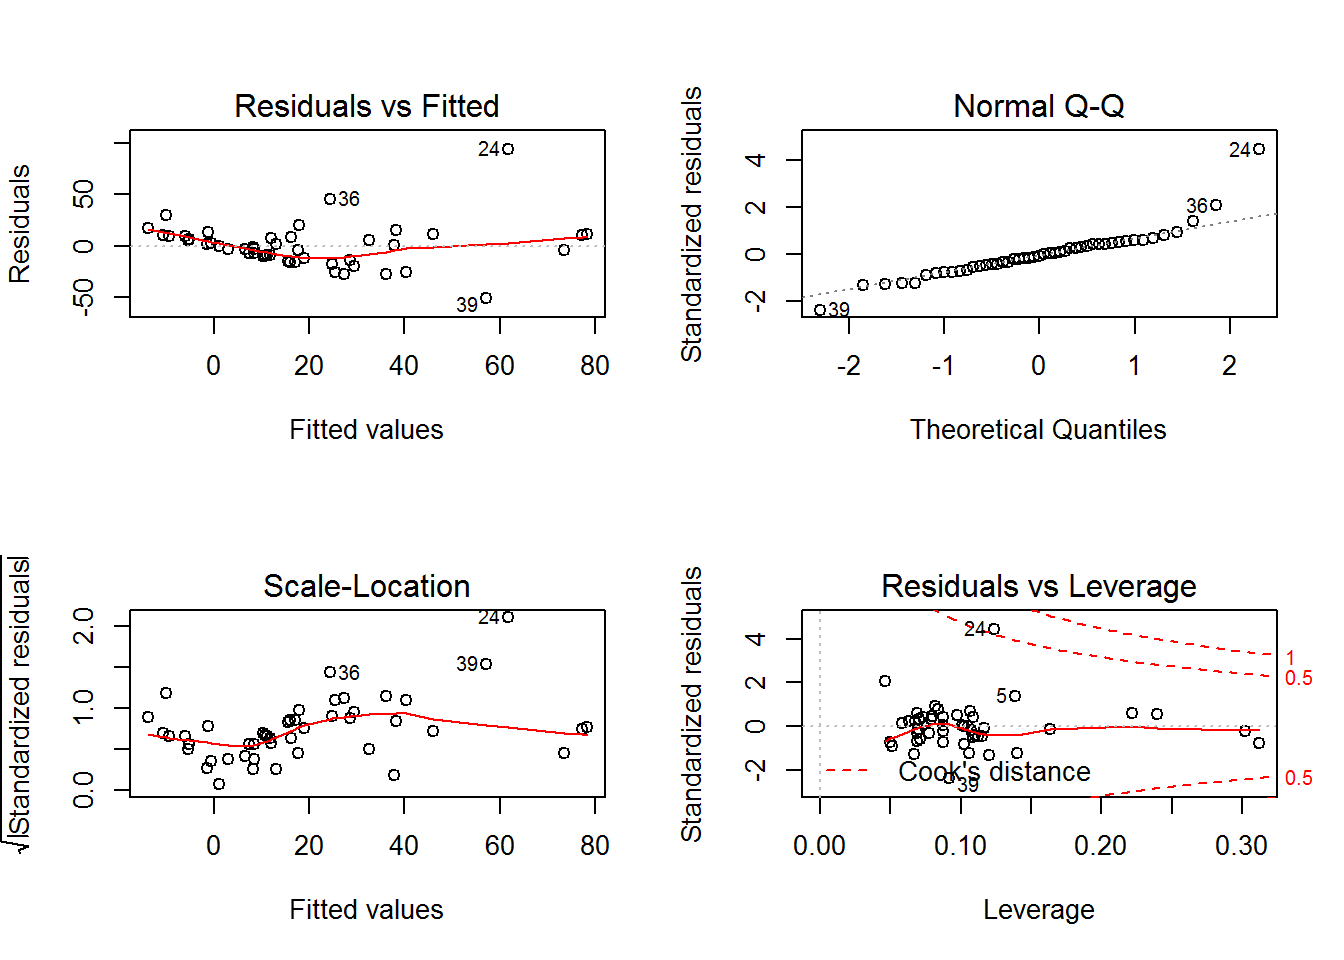 Residuals vs Fitted
Residuals
50
0
-50
24
36
39
0 20 40 60 80
Fitted values
Normal Q-Q
Standardized residuals
4
2
0
-2
24
36
39
-2 -1 0 1 2
Theoretical Quantiles
Scale-Location
√|Standardized residuals|
2.0
1.0
0.0
24
39
36
0 20 40 60 80
Fitted values
Residuals vs Leverage
Standardized residuals
4
2
0
-2
24
5
39
1
0.5
0.5
Cook's distance
0.00 0.10 0.20 0.30
Leverage